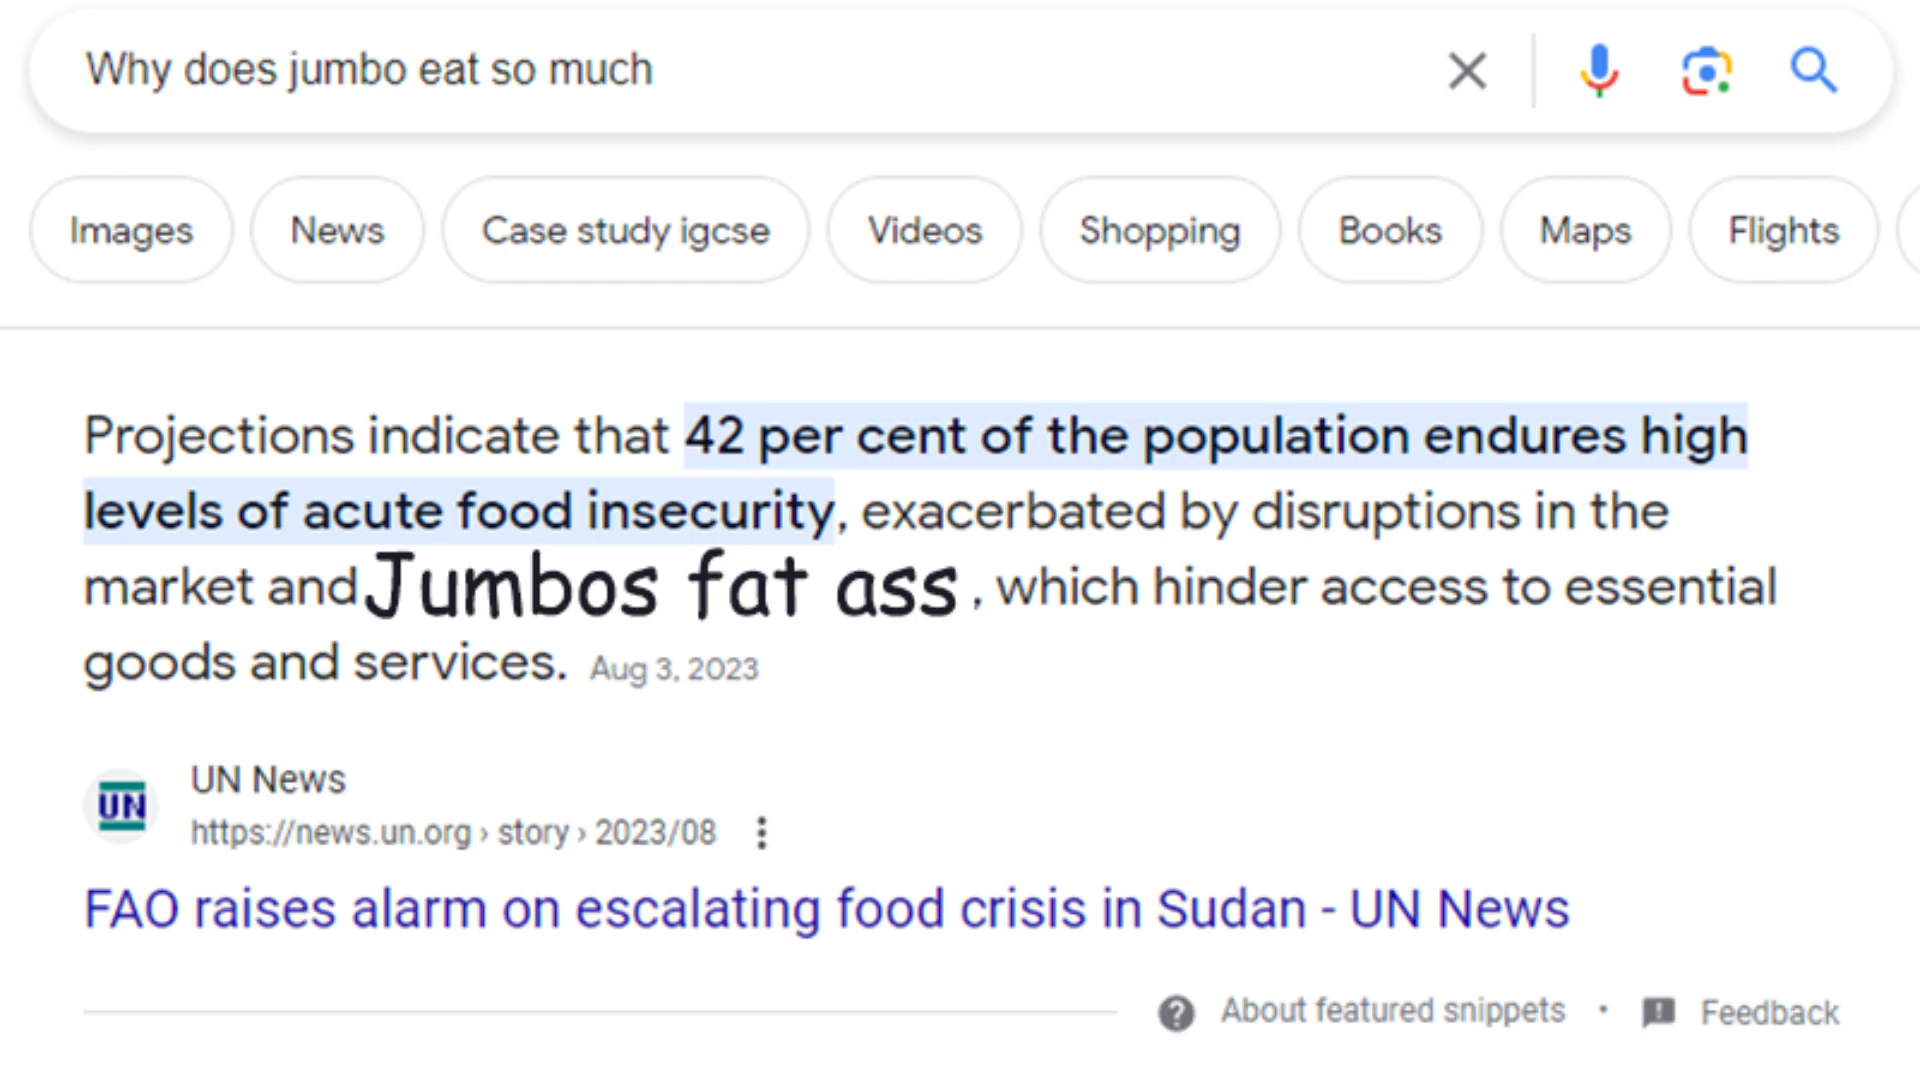 Why does jumbo eat so much
Images News Case study igcse Videos Shopping Books Maps Flights
Projections indicate that 42 per cent of the population endures high
levels of acute food insecurity, exacerbated by disruptions in the
market and Jumbos fat ass , which hinder access to essential
goods and services. Aug 3, 2023
UN
UN News
https://news.un.org › story › 2023/08
FAO raises alarm on escalating food crisis in Sudan - UN News
About featured snippets • Feedback